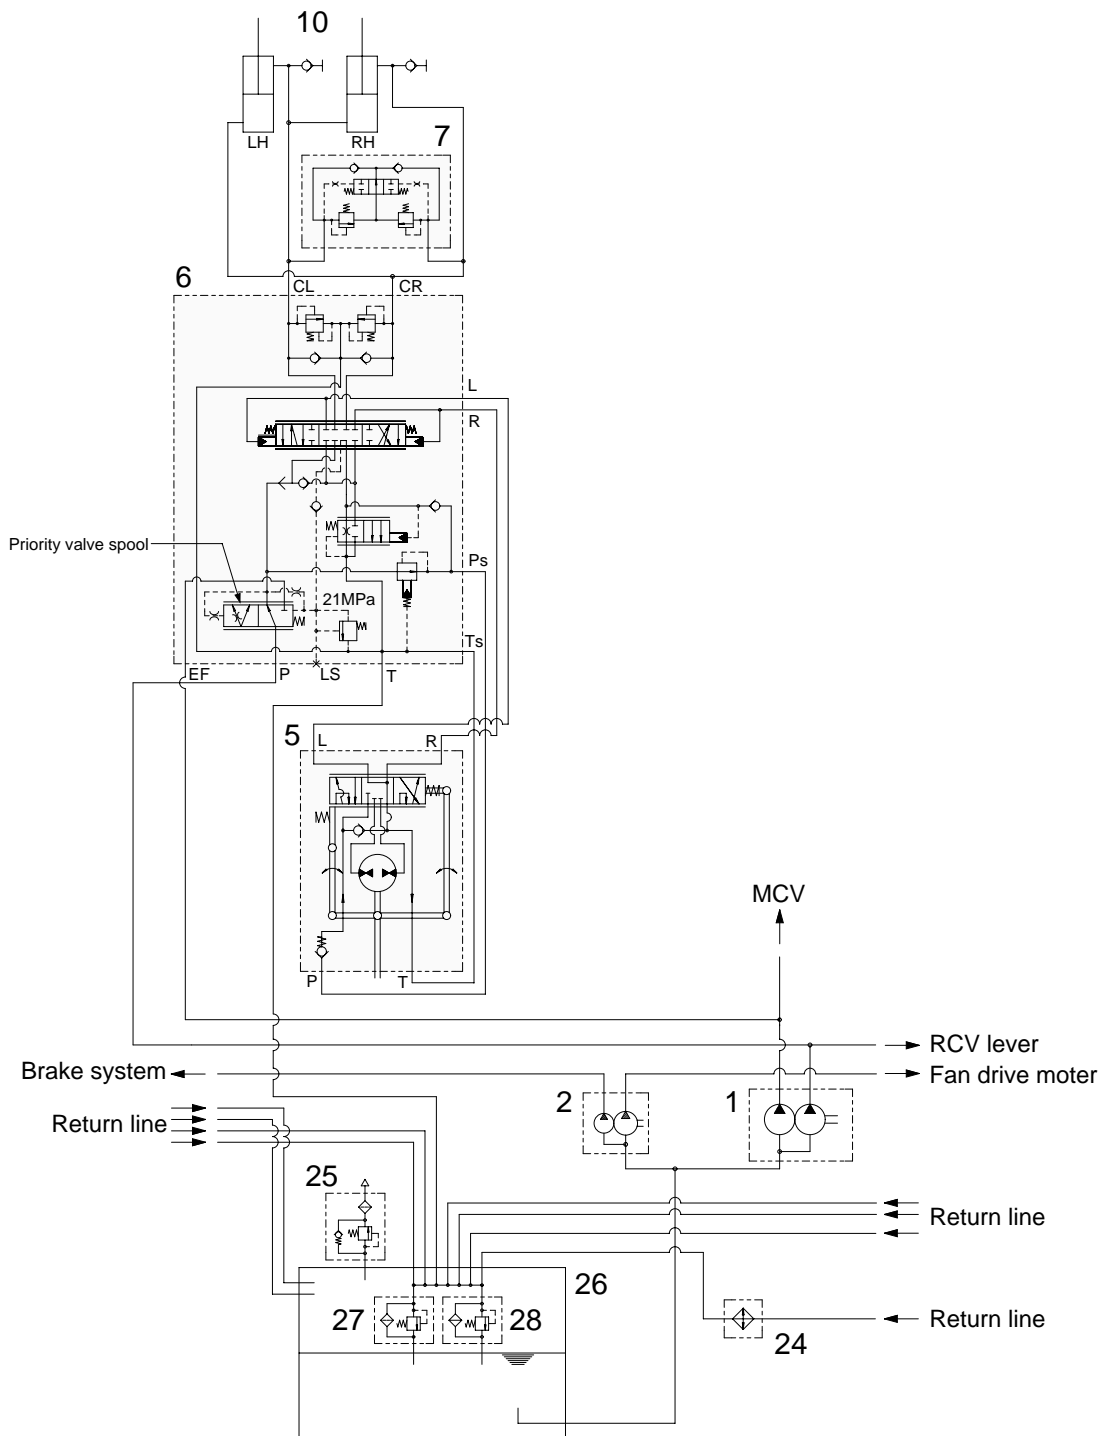 10
LH
RH
7
6
CL
CR
L
R
Priority valve spool
Ps
21MPa
Ts
EF
P
LS
T
5
L
R
P
T
MCV
RCV lever
Brake system
Fan drive moter
2
1
Return line
25
Return line
26
27
28
24
Return line